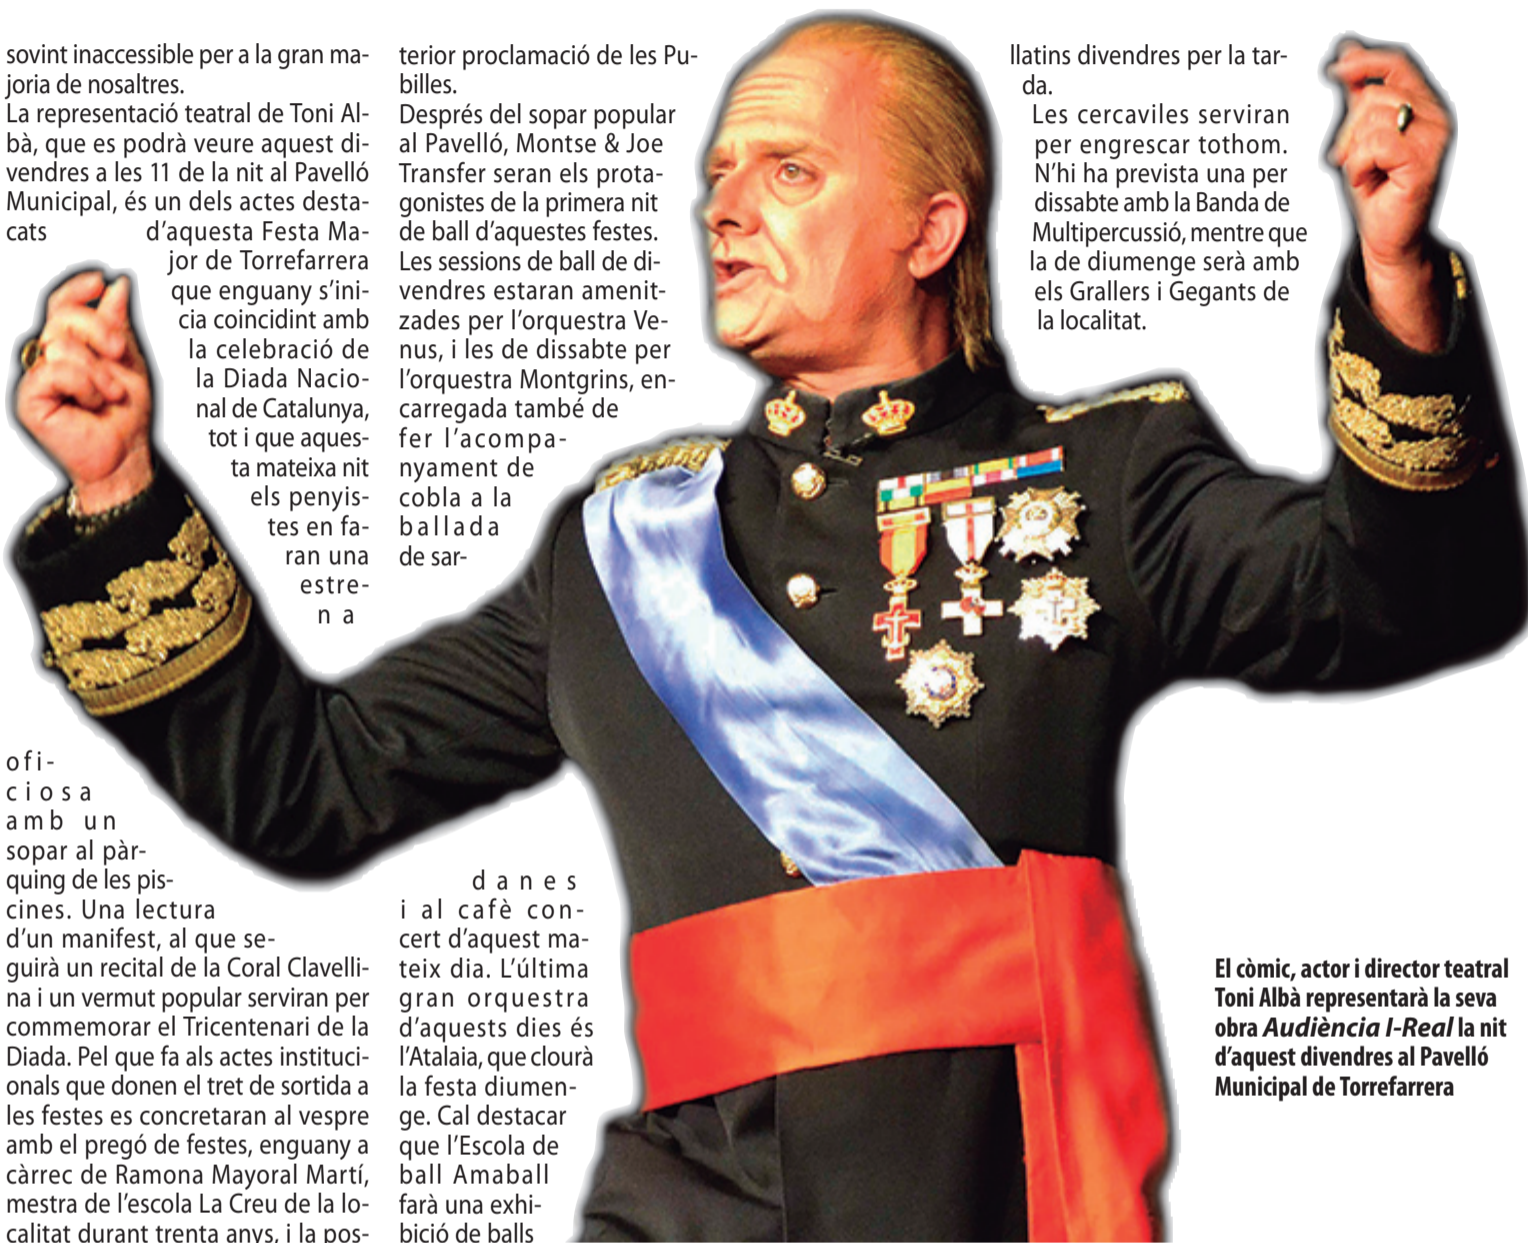 sovint inaccessible per a la gran ma-
joria de nosaltres.
La representació teatral de Toni Al-
bà, que es podrà veure aquest di-
vendres a les 11 de la nit al Pavelló
Municipal, és un dels actes desta-
cats d'aquesta Festa Ma-
jor de Torrefarrera
que enguany s'ini-
cia coincidint amb
la celebració de
la Diada Nacio-
nal de Catalunya,
tot i que aques-
ta mateixa nit
els penyis-
tes en fa-
ran una
estre-
na
ofi-
ciosa
amb un
sopar al pàr-
quing de les pis-
cines. Una lectura
d'un manifest, al que se-
guirà un recital de la Coral Clavelli-
na i un vermut popular serviran per
commemorar el Tricentenari de la
Diada. Pel que fa als actes instituci-
onals que donen el tret de sortida a
les festes es concretaran al vespre
amb el pregó de festes, enguany a
càrrec de Ramona Mayoral Martí,
mestra de l'escola La Creu de la lo-
calitat durant trenta anys, i la pos-
terior proclamació de les Pu-
billes.
Després del sopar popular
al Pavelló, Montse & Joe
Transfer seran els prota-
gonistes de la primera nit
de ball d'aquestes festes.
Les sessions de ball de di-
vendres estaran amenit-
zades per l'orquestra Ve-
nus, i les de dissabte per
l'orquestra Montgrins, en-
carregada també de
fer l'acompa-
nyament de
cobla a la
ballada
de sar-
danes
i al cafè con-
cert d'aquest ma-
teix dia. L'última
gran orquestra
d'aquests dies és
l'Atalaia, que clourà
la festa diumen-
ge. Cal destacar
que l'Escola de
ball Amaball
farà una exhi-
bició de balls
llatins divendres per la tar-
da.
Les cercaviles serviran
per engrescar tothom.
N'hi ha prevista una per
dissabte amb la Banda de
Multipercussió, mentre que
la de diumenge serà amb
els Grallers i Gegants de
la localitat.
El còmic, actor i director teatral
Toni Albà representarà la seva
obra Audiència I-Real la nit
d'aquest divendres al Pavelló
Municipal de Torrefarrera